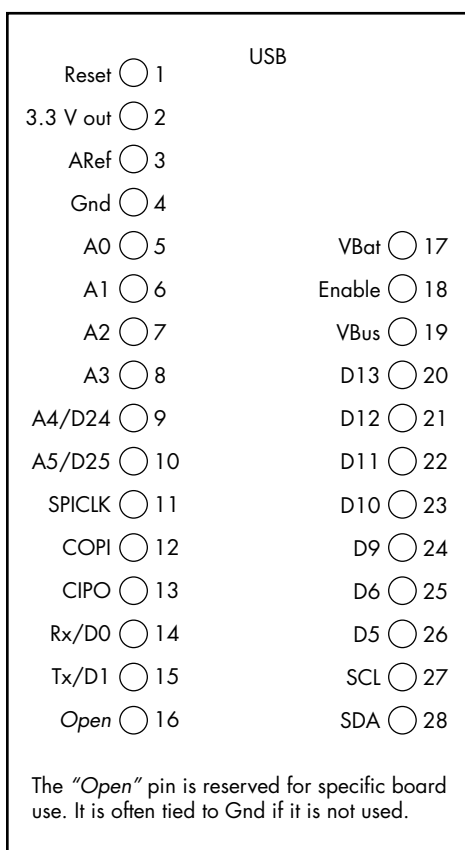 USB
Reset 1
3.3 V out 2
ARef 3
Gnd 4
A0 5
A1 6
A2 7
A3 8
A4/D24 9
A5/D25 10
SPICLK 11
COPI 12
CIPO 13
Rx/D0 14
Tx/D1 15
Open 16
VBat 17
Enable 18
VBus 19
D13 20
D12 21
D11 22
D10 23
D9 24
D6 25
D5 26
SCL 27
SDA 28
The “Open” pin is reserved for specific board
use. It is often tied to Gnd if it is not used.